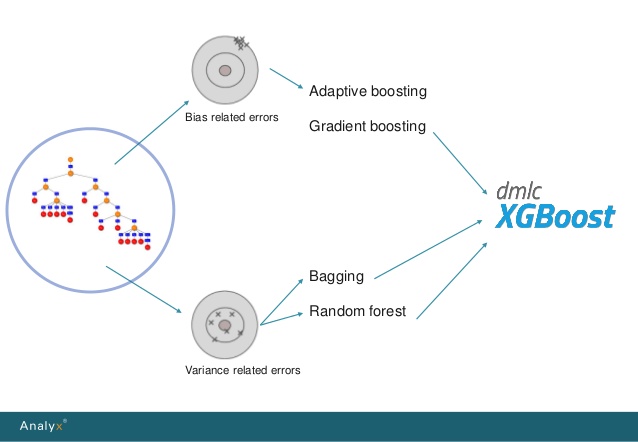 Bias related errors
Adaptive boosting
Gradient boosting
dmlc
XGBoost
Bagging
Random forest
Variance related errors
Analyx®